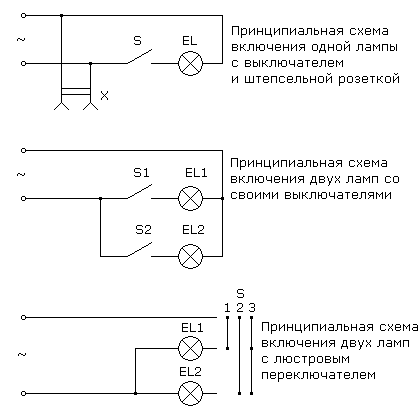 Принципиальная схема
включения одной лампы
с выключателем
и штепсельной розеткой
S
EL
~
X
Принципиальная схема
включения двух ламп со
своими выключателями
S1
EL1
~
S2
EL2
S
1 2 3
EL1
~
EL2
Принципиальная схема
включения двух ламп
с люстровым
переключателем